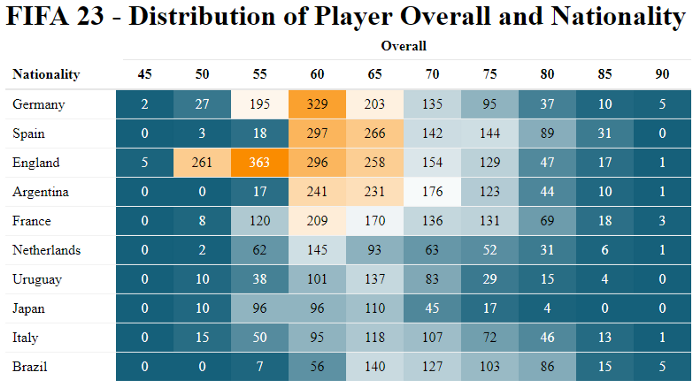 FIFA 23 - Distribution of Player Overall and Nationality
Overall
Nationality 45 50 55 60 65 70 75 80 85 90
Germany 2 27 195 329 203 135 95 37 10 5
Spain 0 3 18 297 266 142 144 89 31 0
England 5 261 363 296 258 154 129 47 17 1
Argentina 0 0 17 241 231 176 123 44 10 1
France 0 8 120 209 170 136 131 69 18 3
Netherlands 0 2 62 145 93 63 52 31 6 1
Uruguay 0 10 38 101 137 83 29 15 4 0
Japan 0 10 96 96 110 45 17 4 0 0
Italy 0 15 50 95 118 107 72 46 13 1
Brazil 0 0 7 56 140 127 103 86 15 5